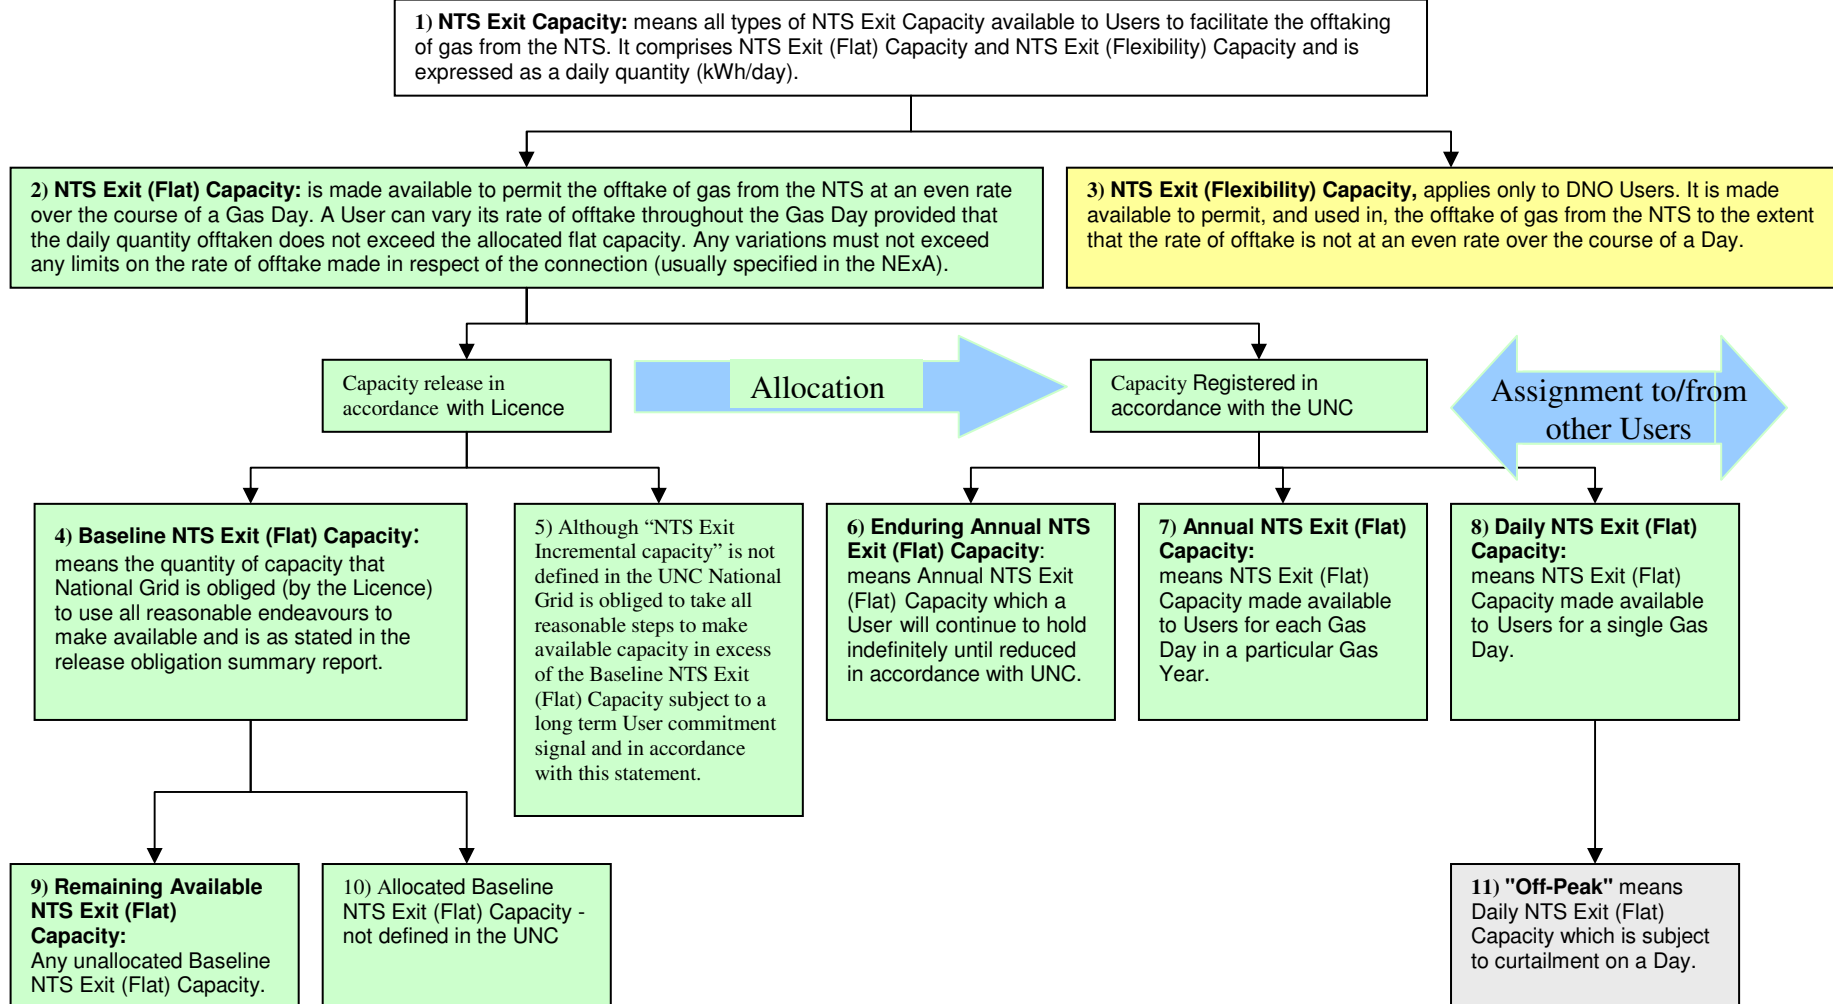 1) NTS Exit Capacity: means all types of NTS Exit Capacity available to Users to facilitate the offtaking
of gas from the NTS. It comprises NTS Exit (Flat) Capacity and NTS Exit (Flexibility) Capacity and is
expressed as a daily quantity (kWh/day).
2) NTS Exit (Flat) Capacity: is made available to permit the offtake of gas from the NTS at an even rate
over the course of a Gas Day. A User can vary its rate of offtake throughout the Gas Day provided that
the daily quantity offtaken does not exceed the allocated flat capacity. Any variations must not exceed
any limits on the rate of offtake made in respect of the connection (usually specified in the NExA).
3) NTS Exit (Flexibility) Capacity, applies only to DNO Users. It is made
available to permit, and used in, the offtake of gas from the NTS to the extent
that the rate of offtake is not at an even rate over the course of a Day.
Capacity release in
accordance with Licence
Allocation
Capacity Registered in
accordance with the UNC
Assignment to/from
other Users
4) Baseline NTS Exit (Flat) Capacity:
means the quantity of capacity that
National Grid is obliged (by the Licence)
to use all reasonable endeavours to
make available and is as stated in the
release obligation summary report.
5) Although “NTS Exit
Incremental capacity” is not
defined in the UNC National
Grid is obliged to take all
reasonable steps to make
available capacity in excess
of the Baseline NTS Exit
(Flat) Capacity subject to a
long term User commitment
signal and in accordance
with this statement.
6) Enduring Annual NTS
Exit (Flat) Capacity:
means Annual NTS Exit
(Flat) Capacity which a
User will continue to hold
indefinitely until reduced
in accordance with UNC.
7) Annual NTS Exit (Flat)
Capacity:
means NTS Exit (Flat)
Capacity made available
to Users for each Gas
Day in a particular Gas
Year.
8) Daily NTS Exit (Flat)
Capacity:
means NTS Exit (Flat)
Capacity made available
to Users for a single Gas
Day.
9) Remaining Available
NTS Exit (Flat)
Capacity:
Any unallocated Baseline
NTS Exit (Flat) Capacity.
10) Allocated Baseline
NTS Exit (Flat) Capacity -
not defined in the UNC
11) "Off-Peak" means
Daily NTS Exit (Flat)
Capacity which is subject
to curtailment on a Day.